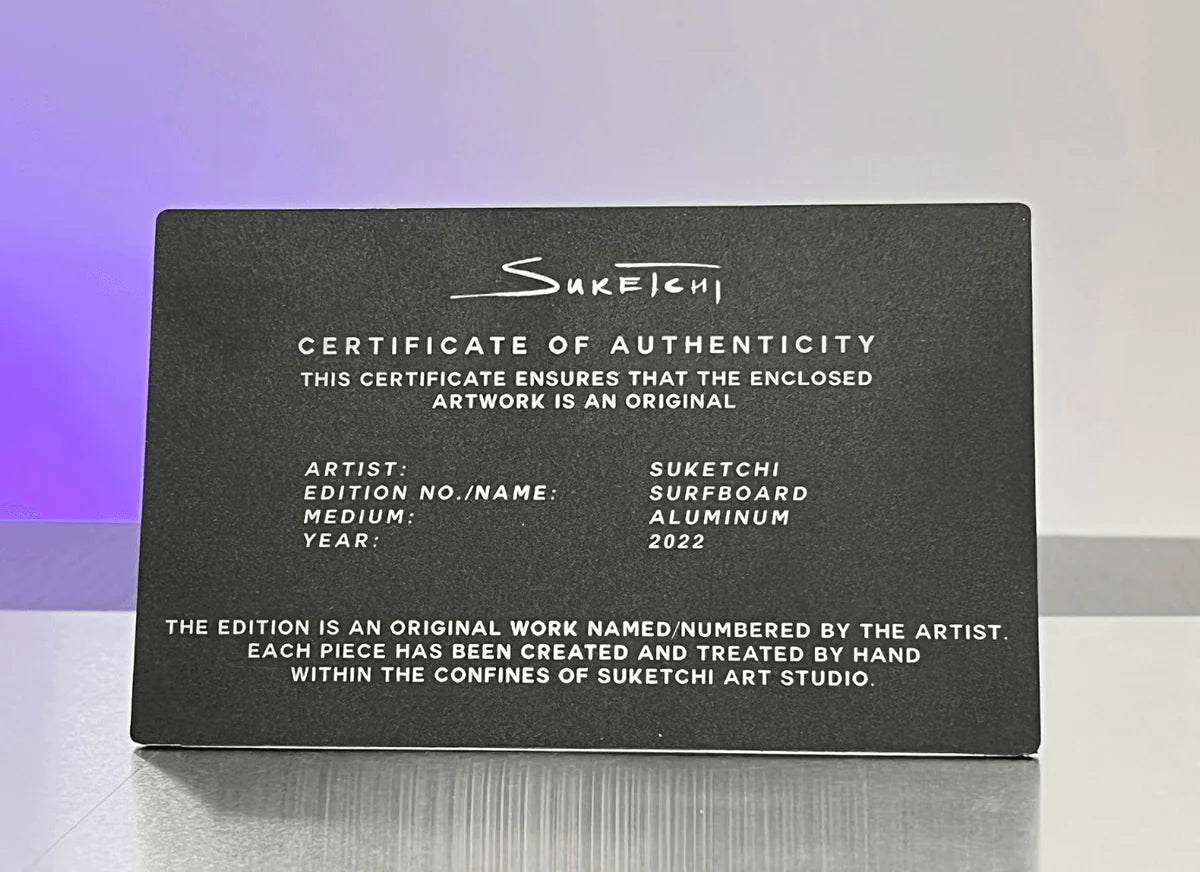 SUKETCHI
CERTIFICATE OF AUTHENTICITY
THIS CERTIFICATE ENSURES THAT THE ENCLOSED
ARTWORK IS AN ORIGINAL
ARTIST: SUKETCHI
EDITION NO./NAME: SURFBOARD
MEDIUM: ALUMINUM
YEAR: 2022
THE EDITION IS AN ORIGINAL WORK NAMED/NUMBERED BY THE ARTIST.
EACH PIECE HAS BEEN CREATED AND TREATED BY HAND
WITHIN THE CONFINES OF SUKETCHI ART STUDIO.